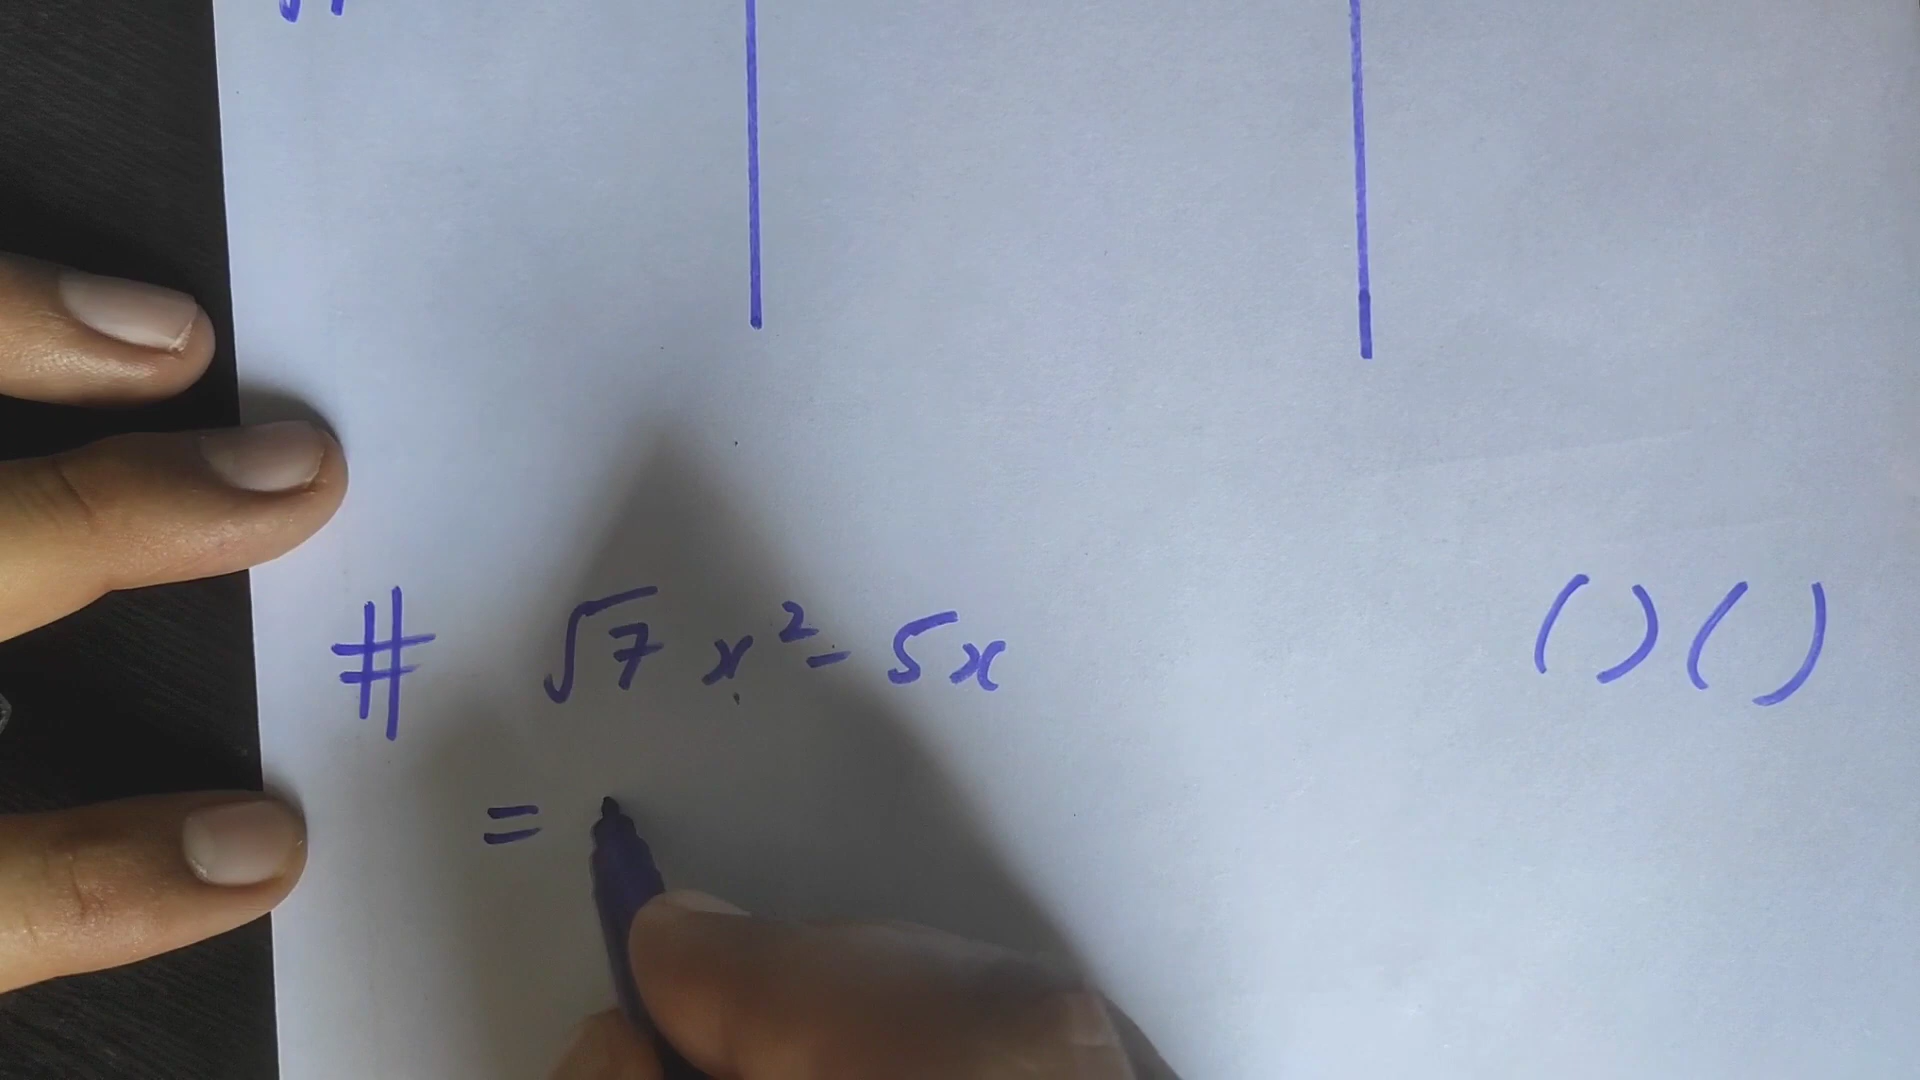 # √7 x² - 5x ( ) ( )
=